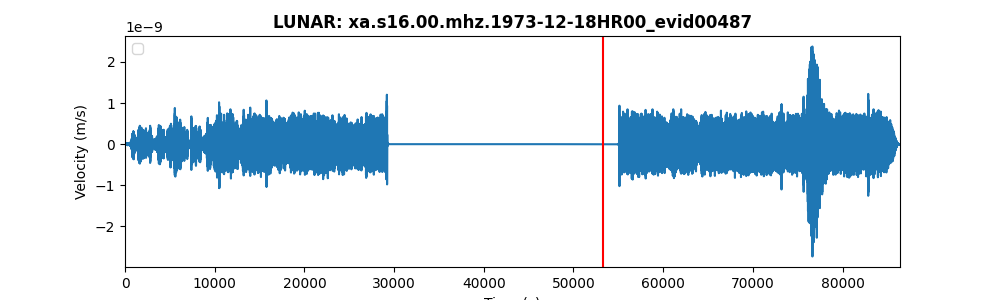 LUNAR: xa.s16.00.mhz.1973-12-18HR00_evid00487
1e−9
2
1
0
−1
−2
Velocity (m/s)
0 10000 20000 30000 40000 50000 60000 70000 80000
Time (s)